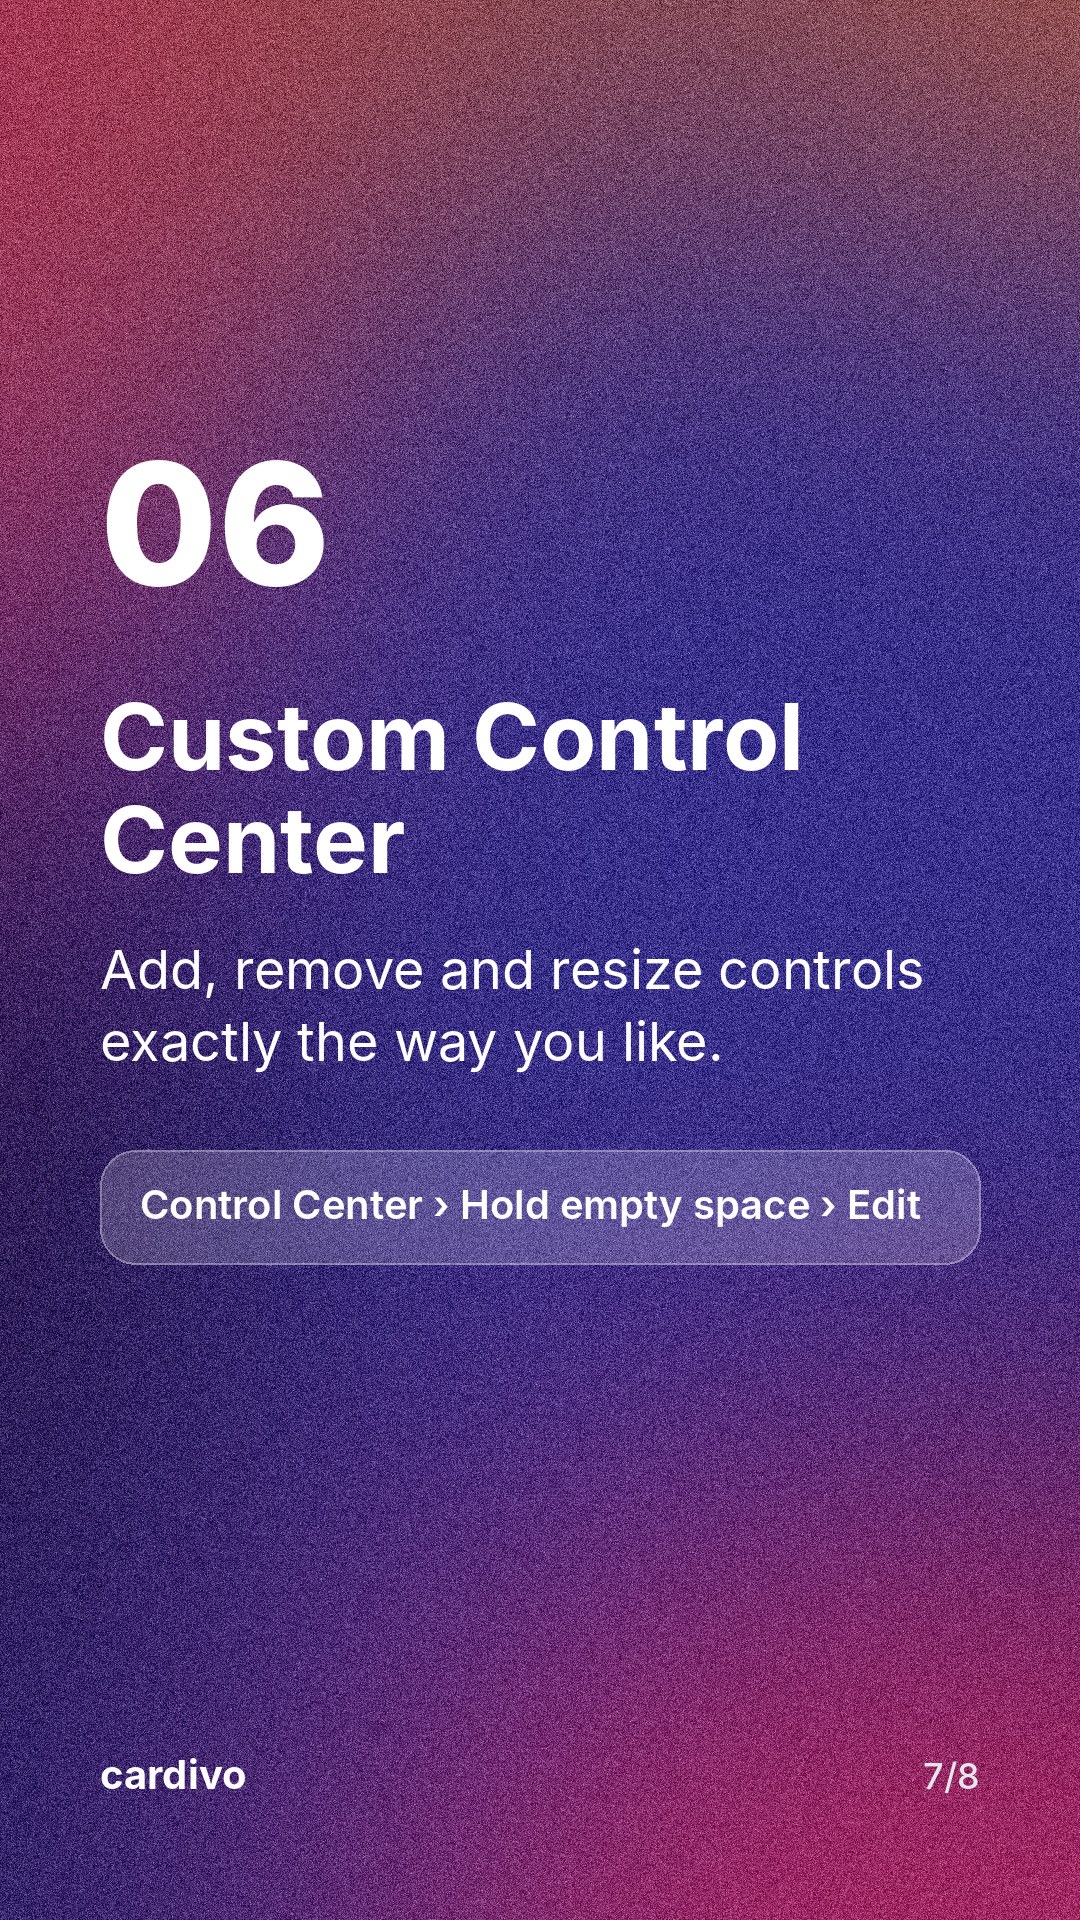 06
Custom Control
Center
Add, remove and resize controls
exactly the way you like.
Control Center › Hold empty space › Edit
cardivo
7/8